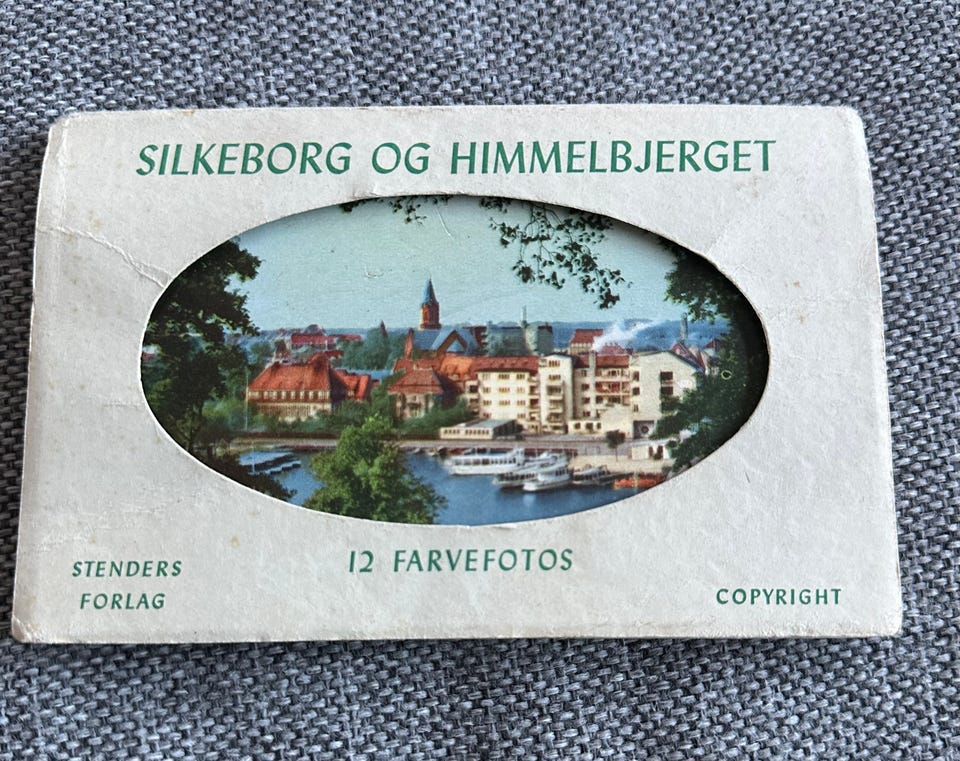 SILKEBORG OG HIMMELBJERGET
12 FARVEFOTOS
STENDERS
FORLAG
COPYRIGHT